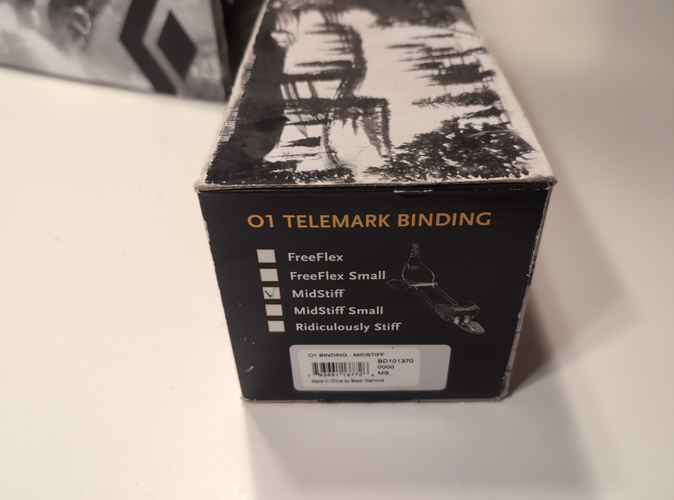 O1 TELEMARK BINDING
FreeFlex
FreeFlex Small
MidStiff
MidStiff Small
Ridiculously Stiff
O1 BINDING - MIDSTIFF
BD101370
0000
MS
Made in China by Black Diamond